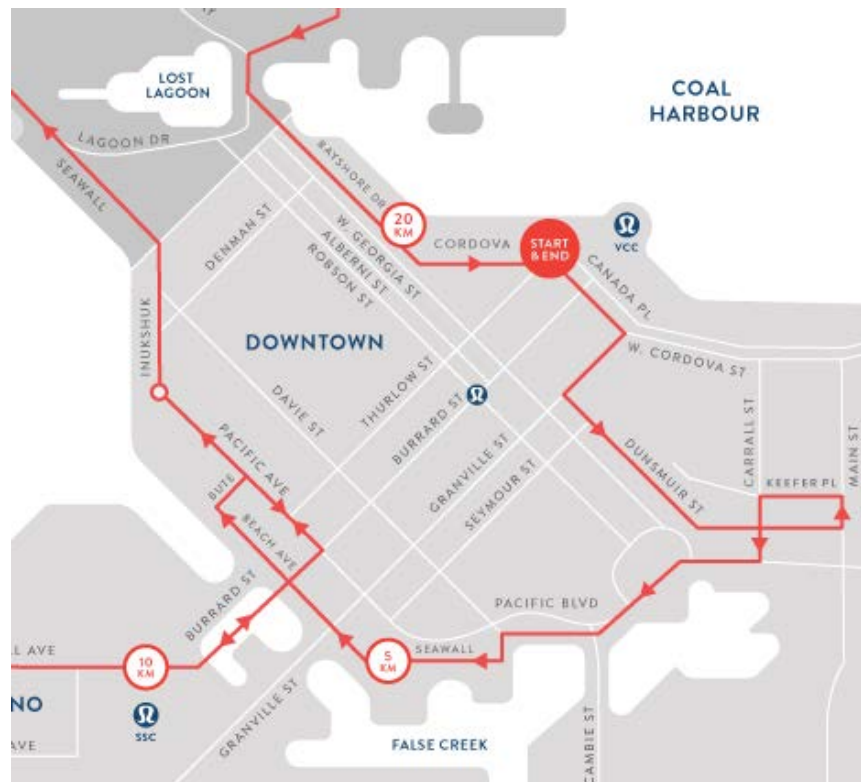 LOST
LAGOON
COAL
HARBOUR
LAGOON DR
SEAWALL
BAYSHORE DR
20
KM
CORDOVA
START
& END
VCC
CANADA PL
DENMAN ST
W. GEORGIA ST
ALBERNI ST
ROBSON ST
INUKSHUK
DOWNTOWN
W. CORDOVA ST
DAVIE ST
THURLOW ST
BURRARD ST
GRANVILLE ST
SEYMOUR ST
DUNSMUIR ST
CARRALL ST
MAIN ST
KEEFER PL
PACIFIC AVE
BUTE
BEACH AVE
BURRARD ST
PACIFIC BLVD
SEAWALL
5
KM
LL AVE
10
KM
NO
SSC
AVE
GRANVILLE ST
FALSE CREEK
CAMBIE ST